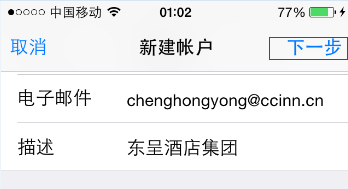 中国移动 01:02 77%
取消 新建帐户 下一步
电子邮件 chenghongyong@ccinn.cn
描述 东呈酒店集团